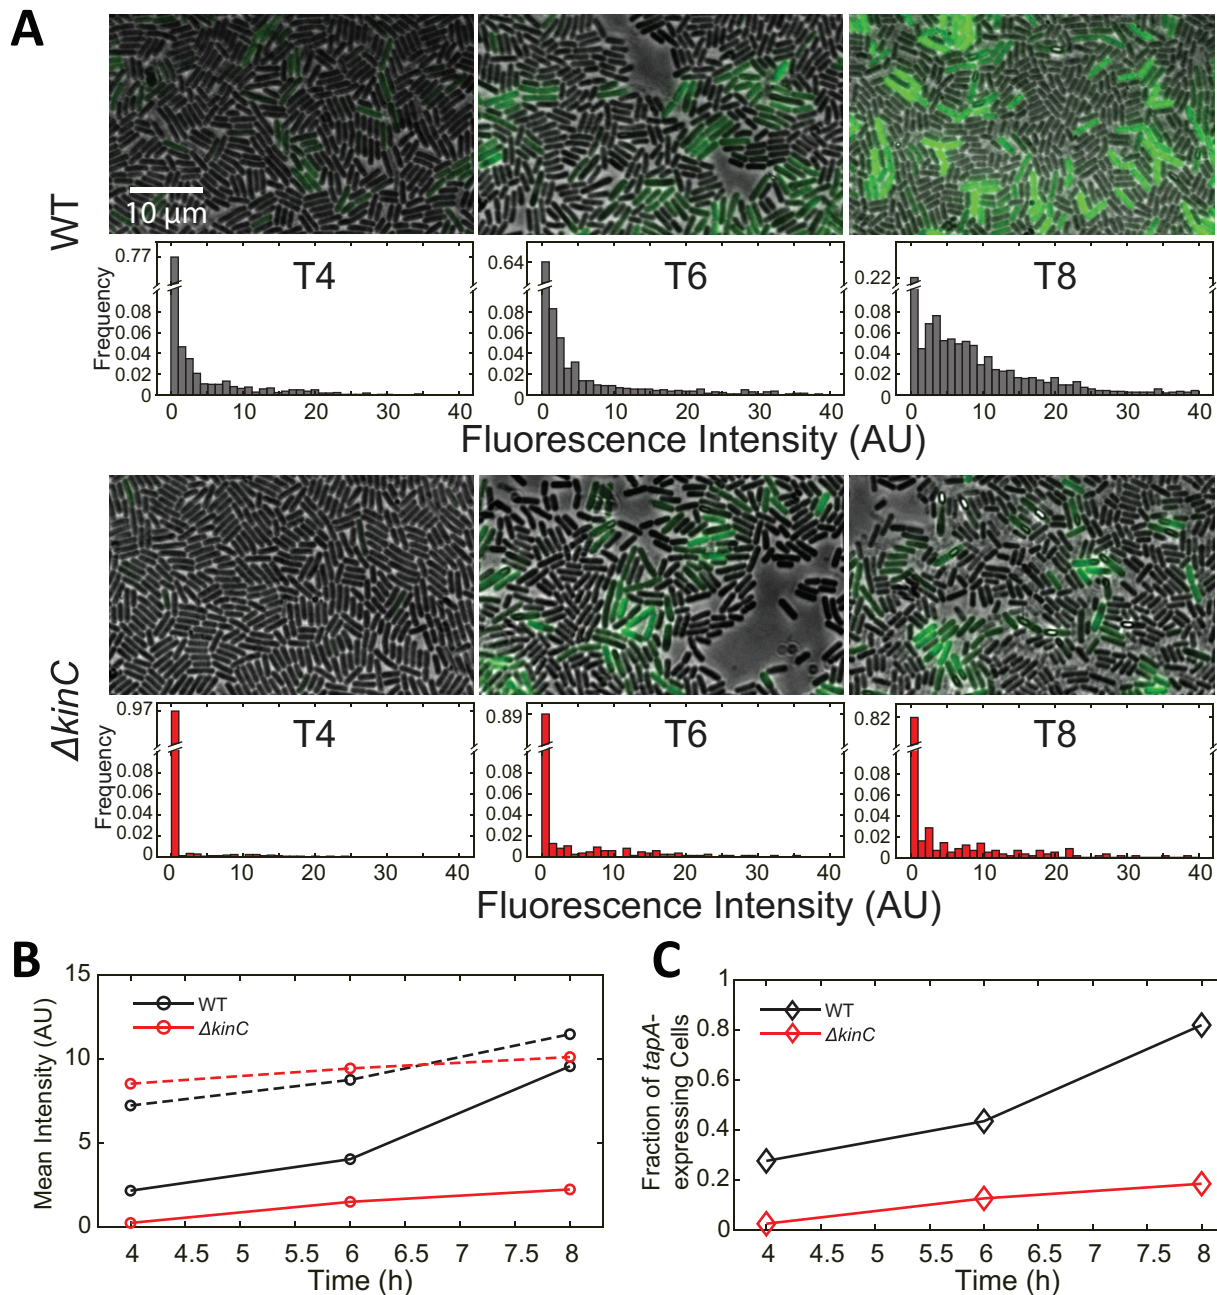 A
WT
10 μm
Frequency
0.77
0.08
0.06
0.04
0.02
0
T4
0 10 20 30 40
0.64
0.08
0.06
0.04
0.02
0
T6
0 10 20 30 40
0.22
0.08
0.06
0.04
0.02
0
T8
0 10 20 30 40
Fluorescence Intensity (AU)
ΔkinC
Frequency
0.97
0.08
0.06
0.04
0.02
0
T4
0 10 20 30 40
0.89
0.08
0.06
0.04
0.02
0
T6
0 10 20 30 40
0.82
0.08
0.06
0.04
0.02
0
T8
0 10 20 30 40
Fluorescence Intensity (AU)
B
Mean Intensity (AU)
15
10
5
0
WT
ΔkinC
4 4.5 5 5.5 6 6.5 7 7.5 8
Time (h)
C
Fraction of tapA-
expressing Cells
1
0.8
0.6
0.4
0.2
0
WT
ΔkinC
4 4.5 5 5.5 6 6.5 7 7.5 8
Time (h)